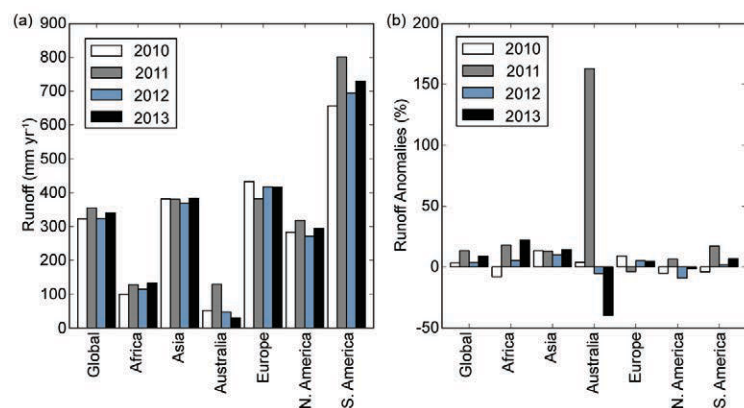 (a)
900
800
700
600
500
400
300
200
100
0
Runoff (mm yr⁻¹)
2010
2011
2012
2013
Global
Africa
Asia
Australia
Europe
N. America
S. America
(b)
200
150
100
50
0
-50
Runoff Anomalies (%)
2010
2011
2012
2013
Global
Africa
Asia
Australia
Europe
N. America
S. America